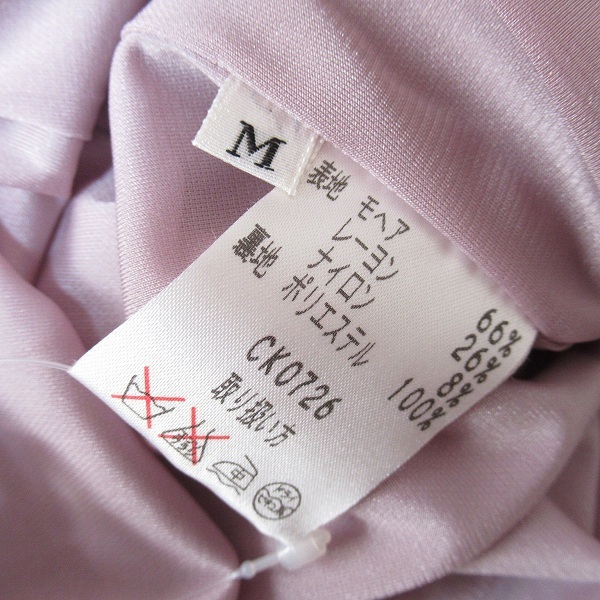 M
表地 モヘア 66%
レーヨン 26%
ナイロン 8%
裏地 ポリエステル 100%
CK0726
取り扱い方